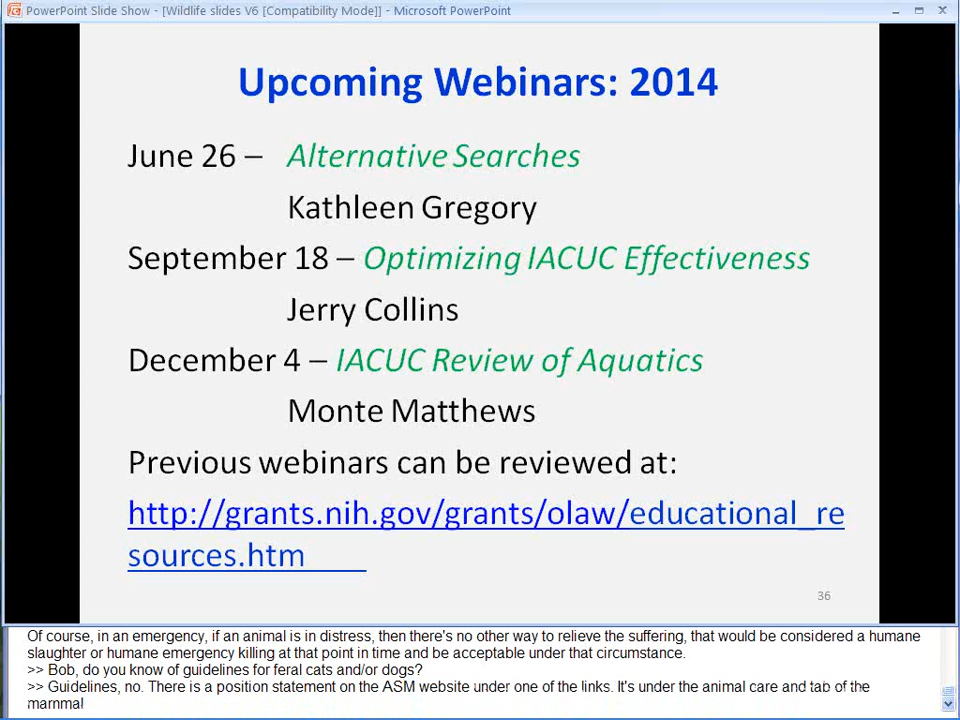 PowerPoint Slide Show - [Wildlife slides V6 [Compatibility Mode]] - Microsoft PowerPoint
Upcoming Webinars: 2014
June 26 – Alternative Searches
Kathleen Gregory
September 18 – Optimizing IACUC Effectiveness
Jerry Collins
December 4 – IACUC Review of Aquatics
Monte Matthews
Previous webinars can be reviewed at:
http://grants.nih.gov/grants/olaw/educational_re
sources.htm
36
Of course, in an emergency, if an animal is in distress, then there's no other way to relieve the suffering, that would be considered a humane
slaughter or humane emergency killing at that point in time and be acceptable under that circumstance.
>> Bob, do you know of guidelines for feral cats and/or dogs?
>> Guidelines, no. There is a position statement on the ASM website under one of the links. It's under the animal care and tab of the
marnmal